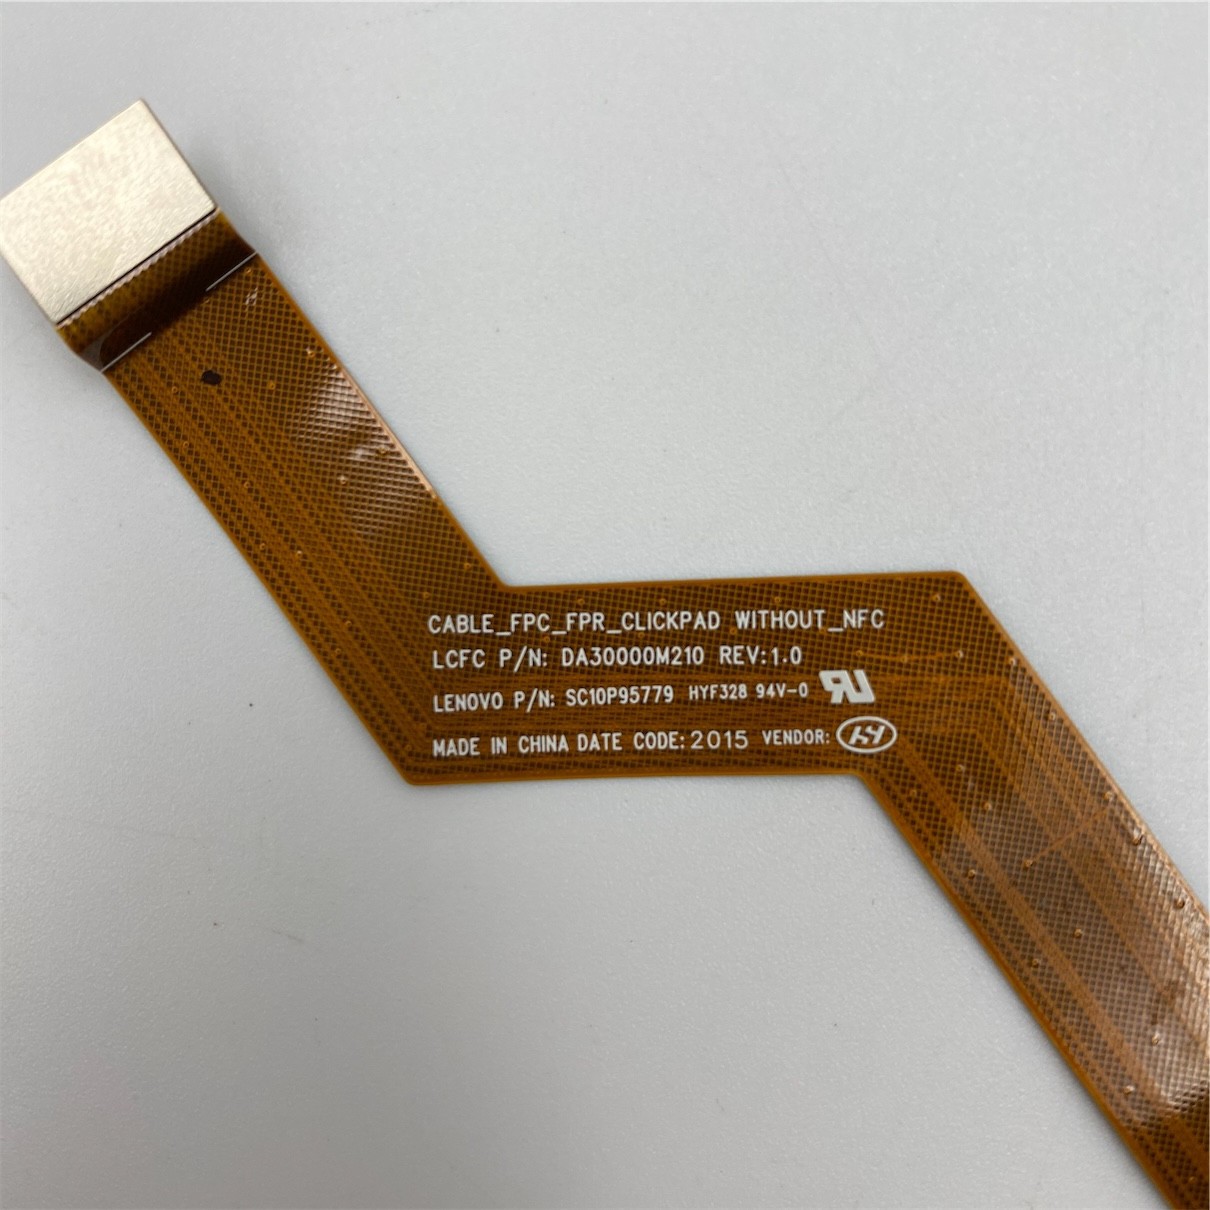 CABLE_FPC_FPR_CLICKPAD WITHOUT_NFC
LCFC P/N: DA30000M210 REV:1.0
LENOVO P/N: SC10P95779 HYF328 94V-0
MADE IN CHINA DATE CODE: 2015 VENDOR: